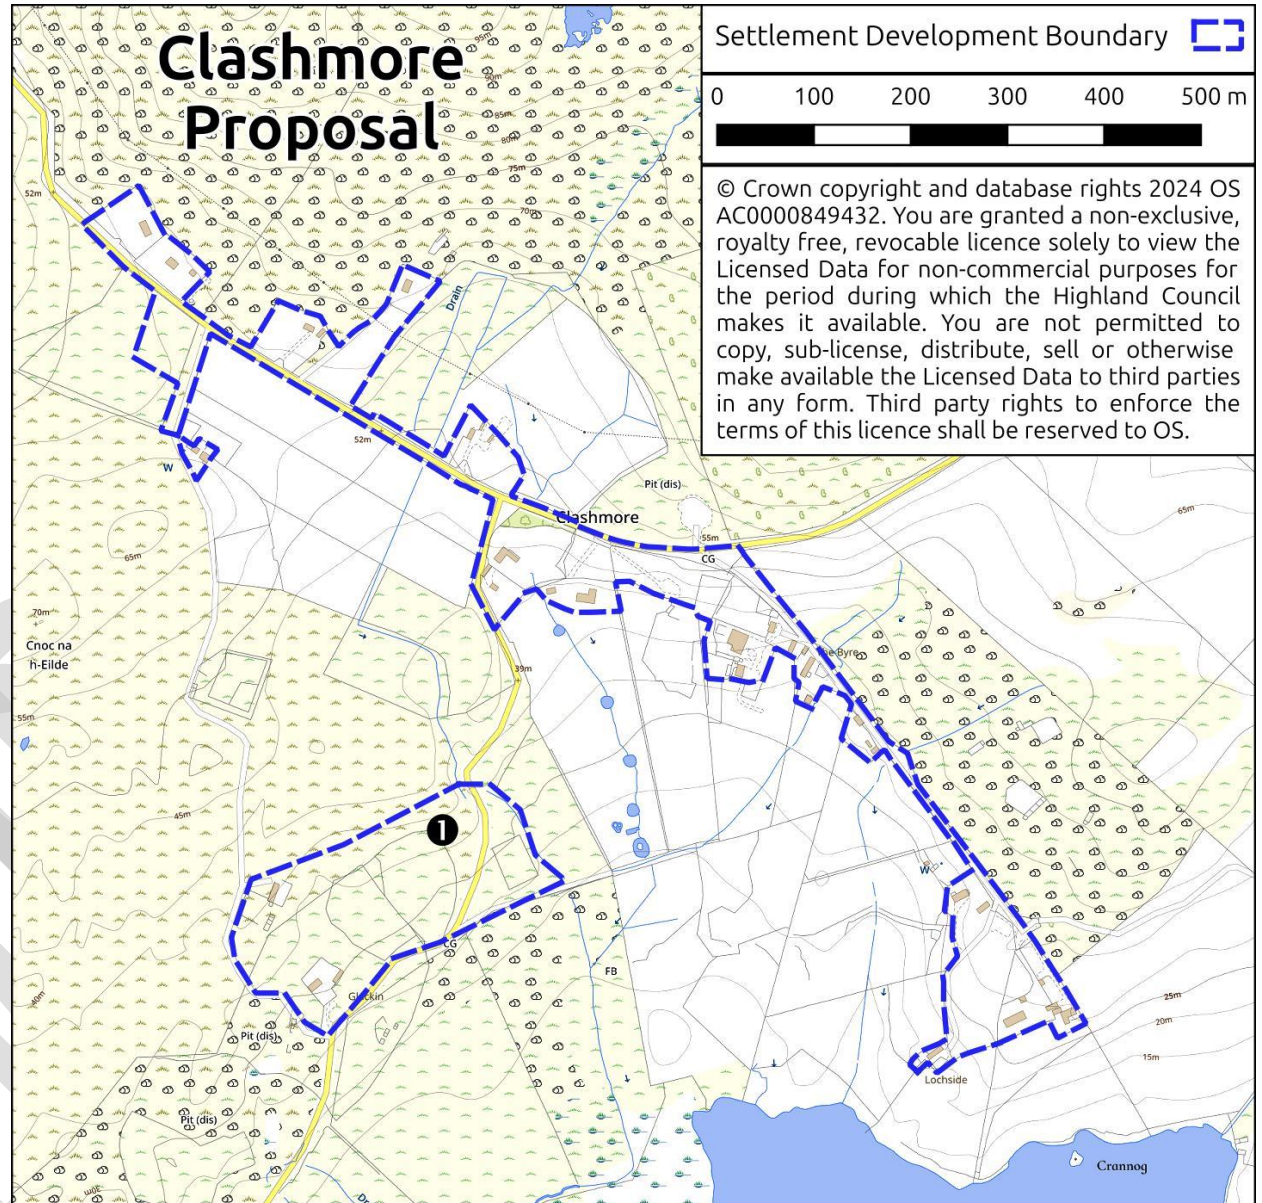 Clashmore
Proposal
Settlement Development Boundary
0 100 200 300 400 500 m
© Crown copyright and database rights 2024 OS
AC0000849432. You are granted a non-exclusive,
royalty free, revocable licence solely to view the
Licensed Data for non-commercial purposes for
the period during which the Highland Council
makes it available. You are not permitted to
copy, sub-license, distribute, sell or otherwise
make available the Licensed Data to third parties
in any form. Third party rights to enforce the
terms of this licence shall be reserved to OS.
95m
90m
85m
80m
75m
70m
52m
Drain
52m
W
Pit (dis)
Clashmore
55m
CG
65m
65m
70m
Cnoc na
h-Eilde
39m
The Byre
55m
45m
1
W
CG
FB
40m
Pit (dis)
25m
20m
15m
Lochside
Pit (dis)
Crannog